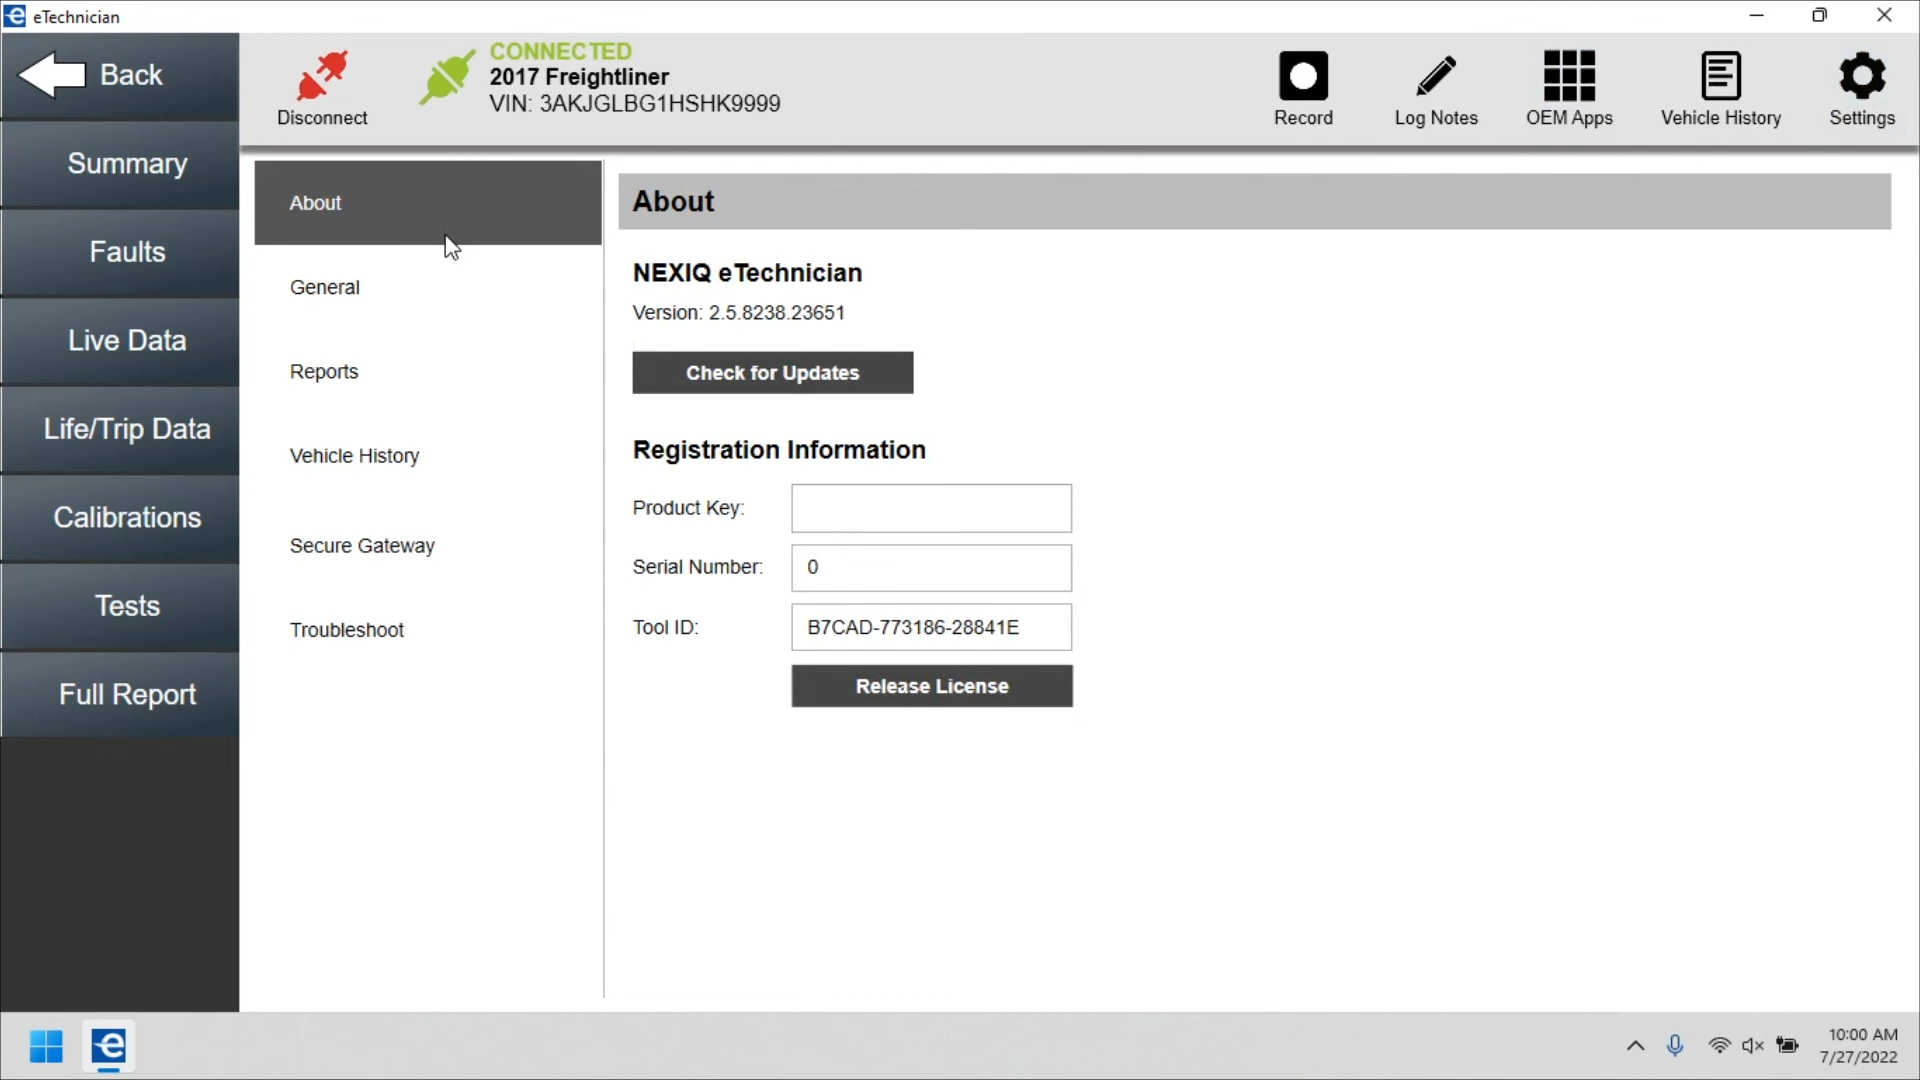 eTechnician
Back
Summary
Faults
Live Data
Life/Trip Data
Calibrations
Tests
Full Report
Disconnect
CONNECTED
2017 Freightliner
VIN: 3AKJGLBG1HSHK9999
Record
Log Notes
OEM Apps
Vehicle History
Settings
About
General
Reports
Vehicle History
Secure Gateway
Troubleshoot
About
NEXIQ eTechnician
Version: 2.5.8238.23651
Check for Updates
Registration Information
Product Key:
Serial Number: 0
Tool ID: B7CAD-773186-28841E
Release License
10:00 AM
7/27/2022